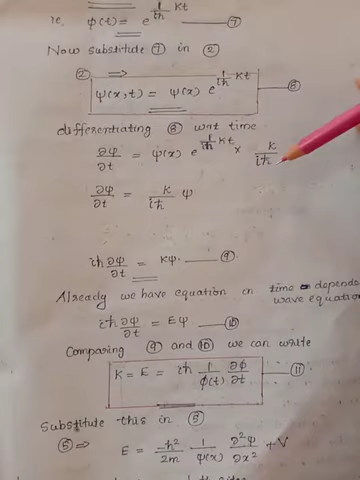 ie, φ(t) = e^{1/iħ Kt} —— ⑦
Now substitute ⑦ in ②
② ⇒
ψ(x,t) = ψ(x) e^{1/iħ Kt} —— ⑧
differentiating ⑧ wrt time
∂ψ/∂t = ψ(x) e^{1/iħ Kt} × K/iħ
∂ψ/∂t = K/iħ ψ
iħ ∂ψ/∂t = Kψ —— ⑨
Already we have equation in time depende
wave equation
iħ ∂ψ/∂t = Eψ —— ⑩
Comparing ⑨ and ⑩ we can write
K = E = iħ 1/φ(t) ∂φ/∂t —— ⑪
Substitute this in ⑤
⑤ ⇒ E = -ħ²/2m 1/ψ(x) ∂²ψ/∂x² + V